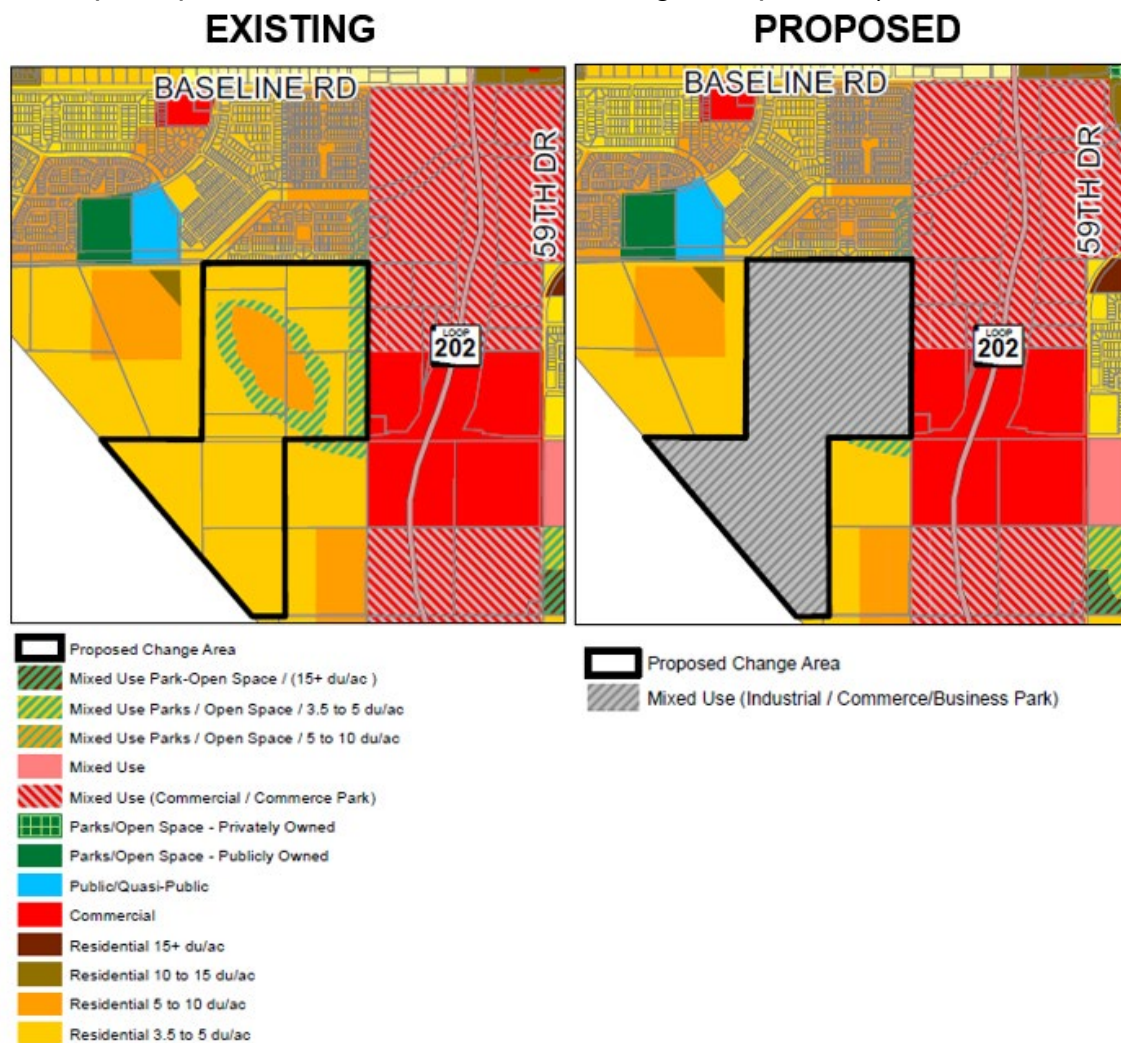 EXISTING
PROPOSED
BASELINE RD
59TH DR
LOOP
202
BASELINE RD
59TH DR
LOOP
202
Proposed Change Area
Mixed Use Park-Open Space / (15+ du/ac )
Mixed Use Parks / Open Space / 3.5 to 5 du/ac
Mixed Use Parks / Open Space / 5 to 10 du/ac
Mixed Use
Mixed Use (Commercial / Commerce Park)
Parks/Open Space - Privately Owned
Parks/Open Space - Publicly Owned
Public/Quasi-Public
Commercial
Residential 15+ du/ac
Residential 10 to 15 du/ac
Residential 5 to 10 du/ac
Residential 3.5 to 5 du/ac
Proposed Change Area
Mixed Use (Industrial / Commerce/Business Park)